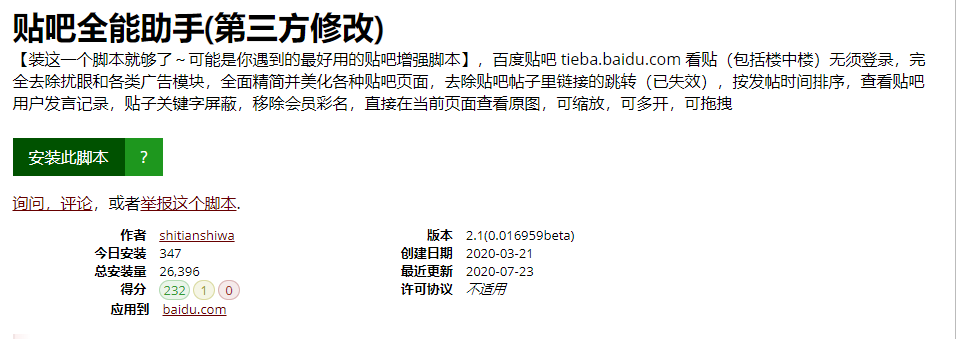 贴吧全能助手(第三方修改)
【装这一个脚本就够了～可能是你遇到的最好用的贴吧增强脚本】，百度贴吧 tieba.baidu.com 看贴（包括楼中楼）无须登录，完
全去除扰眼和各类广告模块，全面精简并美化各种贴吧页面，去除贴吧帖子里链接的跳转（已失效），按发帖时间排序，查看贴吧
用户发言记录，贴子关键字屏蔽，移除会员彩名，直接在当前页面查看原图，可缩放，可多开，可拖拽
安装此脚本 ?
询问，评论，或者举报这个脚本.
作者 shitianshiwa 版本 2.1(0.016959beta)
今日安装 347 创建日期 2020-03-21
总安装量 26,396 最近更新 2020-07-23
得分 232 1 0 许可协议 不适用
应用到 baidu.com